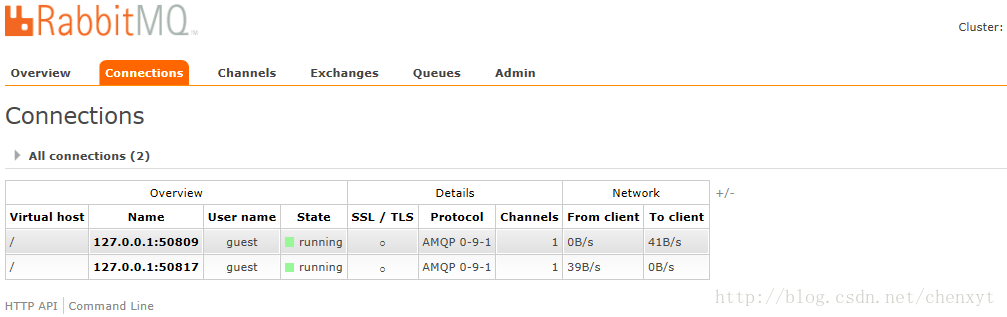 RabbitMQ TM
Cluster:
Overview Connections Channels Exchanges Queues Admin
Connections
All connections (2)
Overview Details Network +/-
Virtual host Name User name State SSL / TLS Protocol Channels From client To client
/ 127.0.0.1:50809 guest running ○ AMQP 0-9-1 1 0B/s 41B/s
/ 127.0.0.1:50817 guest running ○ AMQP 0-9-1 1 39B/s 0B/s
HTTP API Command Line
http://blog.csdn.net/chenxyt